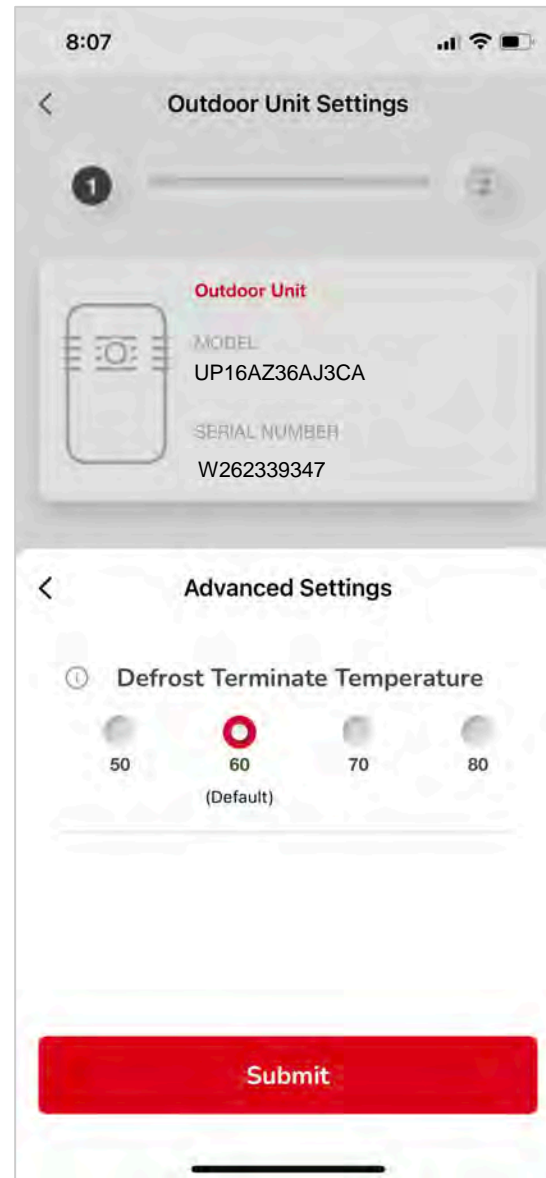 8:07
Outdoor Unit Settings
1
Outdoor Unit
MODEL
UP16AZ36AJ3CA
SERIAL NUMBER
W262339347
Advanced Settings
Defrost Terminate Temperature
50 60 70 80
(Default)
Submit